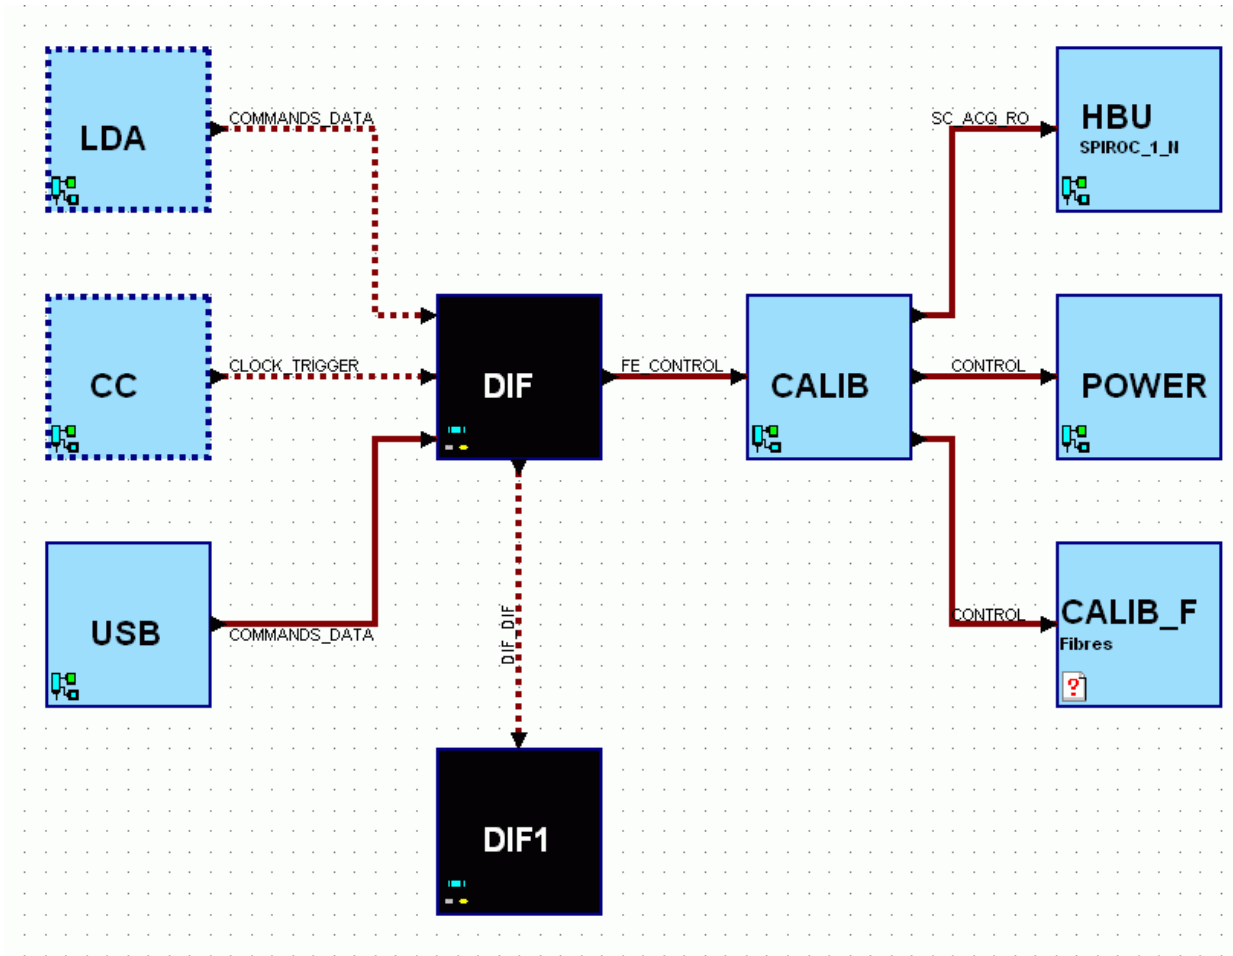 LDA
COMMANDS_DATA
SC_ACQ_RO
HBU
SPIROC_1_N
CC
CLOCK_TRIGGER
DIF
FE_CONTROL
CALIB
CONTROL
POWER
USB
COMMANDS_DATA
DIF_DIF
CONTROL
CALIB_F
Fibres
?
DIF1